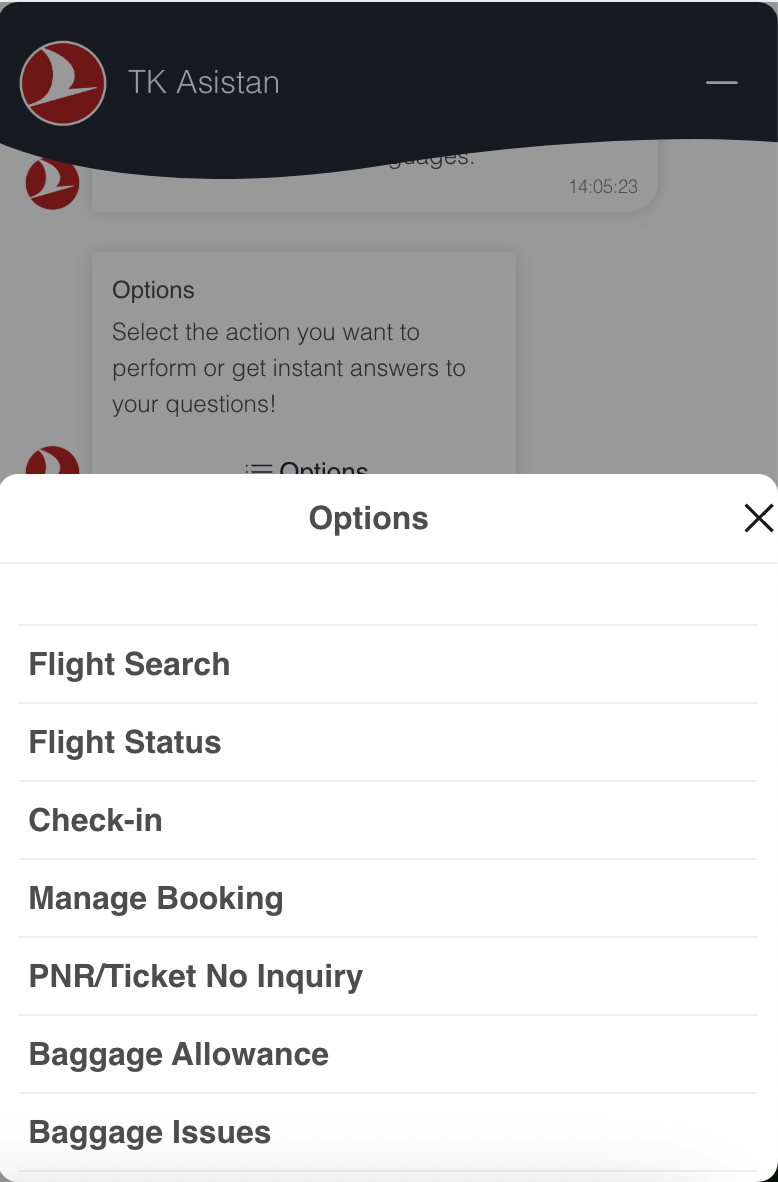 TK Asistan
14:05:23
Options
Select the action you want to
perform or get instant answers to
your questions!
Options
Options
Flight Search
Flight Status
Check-in
Manage Booking
PNR/Ticket No Inquiry
Baggage Allowance
Baggage Issues